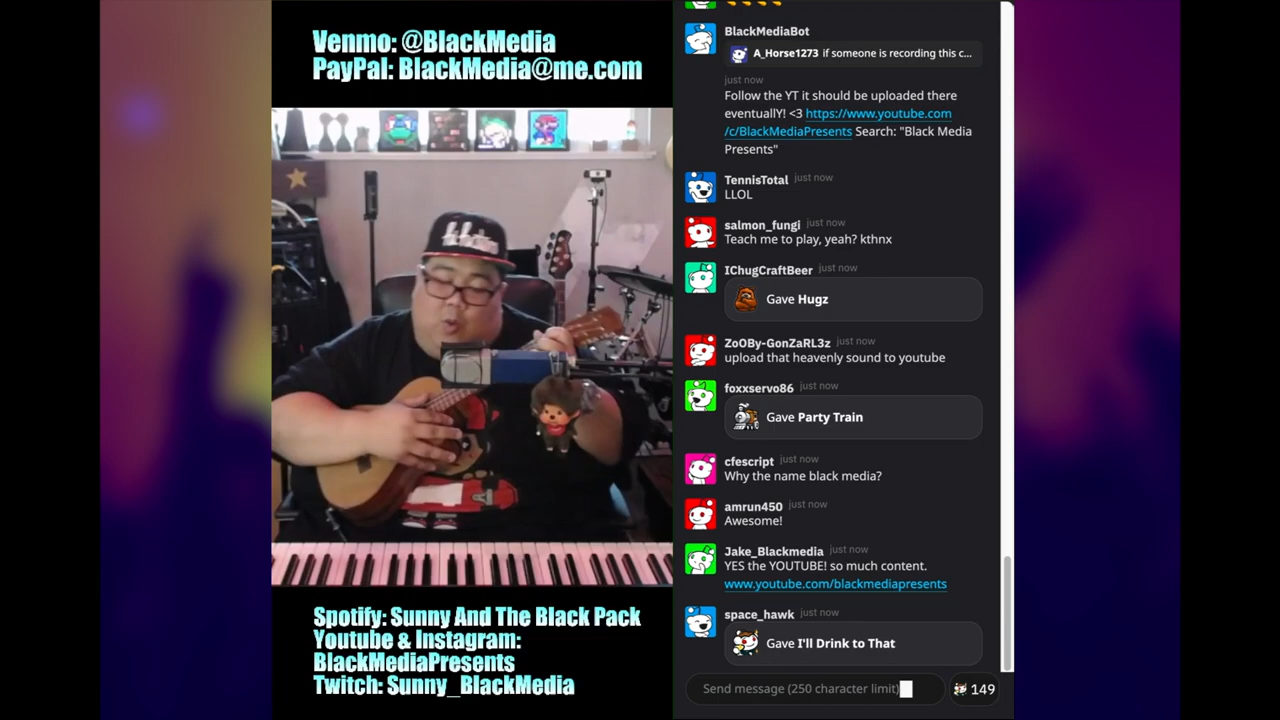 Venmo: @BlackMedia
PayPal: BlackMedia@me.com
Spotify: Sunny And The Black Pack
Youtube & Instagram:
BlackMediaPresents
Twitch: Sunny_BlackMedia
BlackMediaBot
A_Horse1273 if someone is recording this c...
just now
Follow the YT it should be uploaded there
eventuallY! <3 https://www.youtube.com
/c/BlackMediaPresents Search: "Black Media
Presents"
TennisTotal just now
LLOL
salmon_fungi just now
Teach me to play, yeah? kthnx
IChugCraftBeer just now
Gave Hugz
ZoOBy-GonZaRL3z just now
upload that heavenly sound to youtube
foxxservo86 just now
Gave Party Train
cfescript just now
Why the name black media?
amrun450 just now
Awesome!
Jake_Blackmedia just now
YES the YOUTUBE! so much content.
www.youtube.com/blackmediapresents
space_hawk just now
Gave I'll Drink to That
Send message (250 character limit)
149